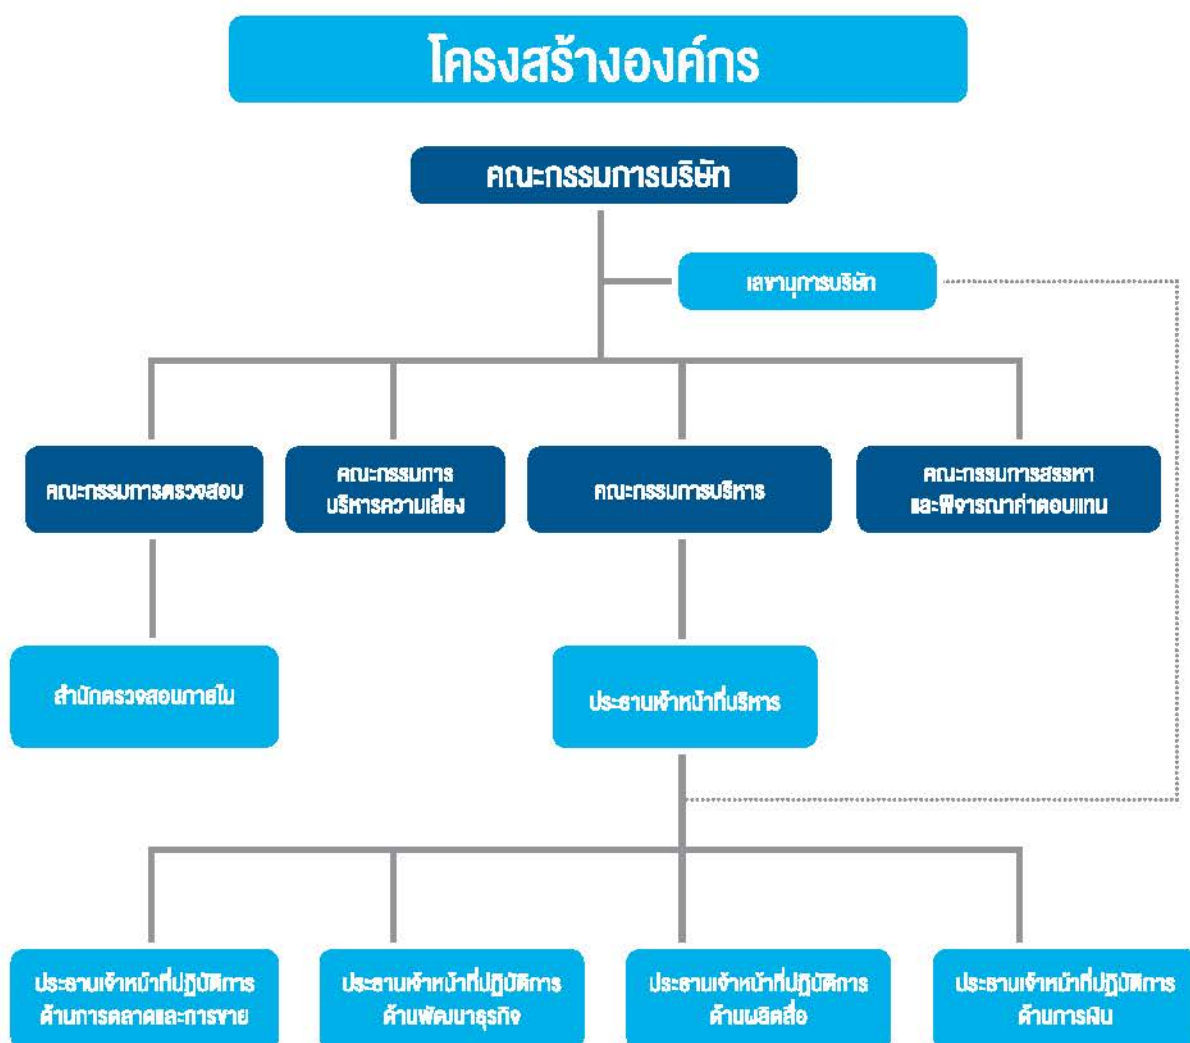 โครงสร้างองค์กร
คณะกรรมการบริษัท
เลขานุการบริษัท
คณะกรรมการตรวจสอบ
คณะกรรมการ
บริหารความเสี่ยง
คณะกรรมการบริหาร
คณะกรรมการสรรหา
และพิจารณาค่าตอบแทน
สำนักตรวจสอบภายใน
ประธานเจ้าหน้าที่บริหาร
ประธานเจ้าหน้าที่ปฏิบัติการ
ด้านการตลาดและการขาย
ประธานเจ้าหน้าที่ปฏิบัติการ
ด้านพัฒนาธุรกิจ
ประธานเจ้าหน้าที่ปฏิบัติการ
ด้านผลิตสื่อ
ประธานเจ้าหน้าที่ปฏิบัติการ
ด้านการเงิน